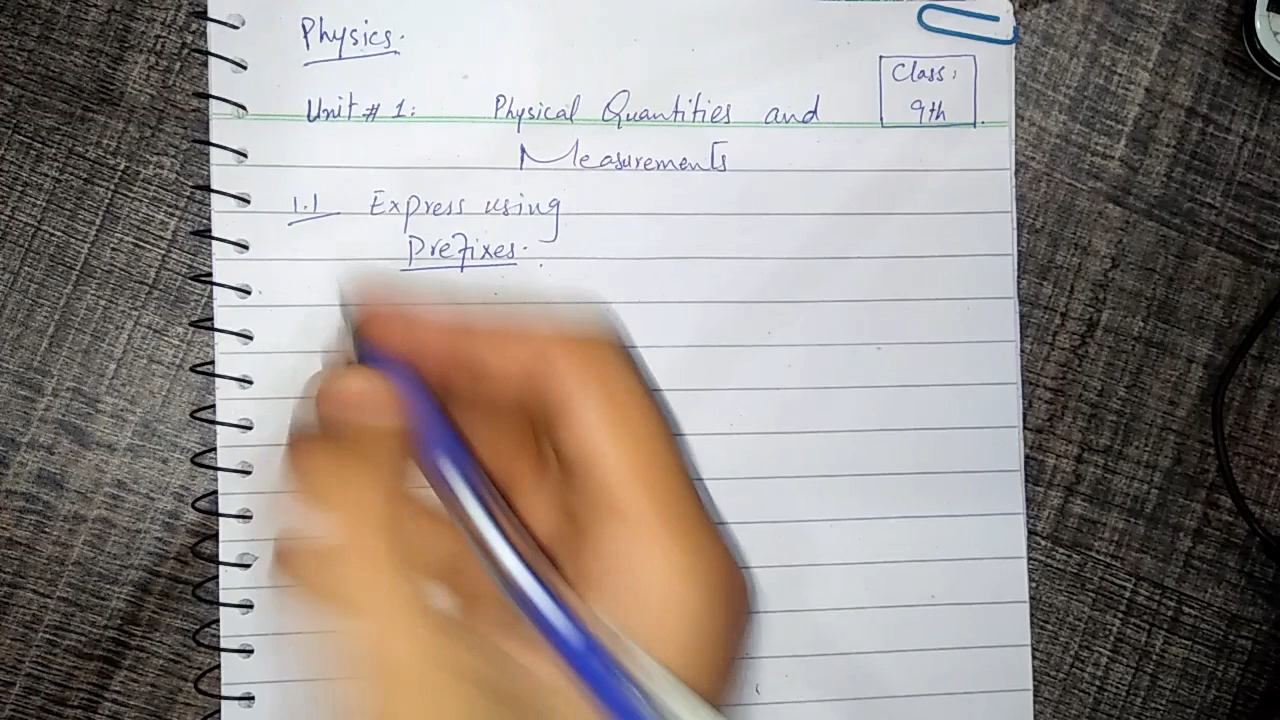 Physics.
Class:
9th
Unit # 1: Physical Quantities and
Measurements
1.1 Express using
Prefixes.